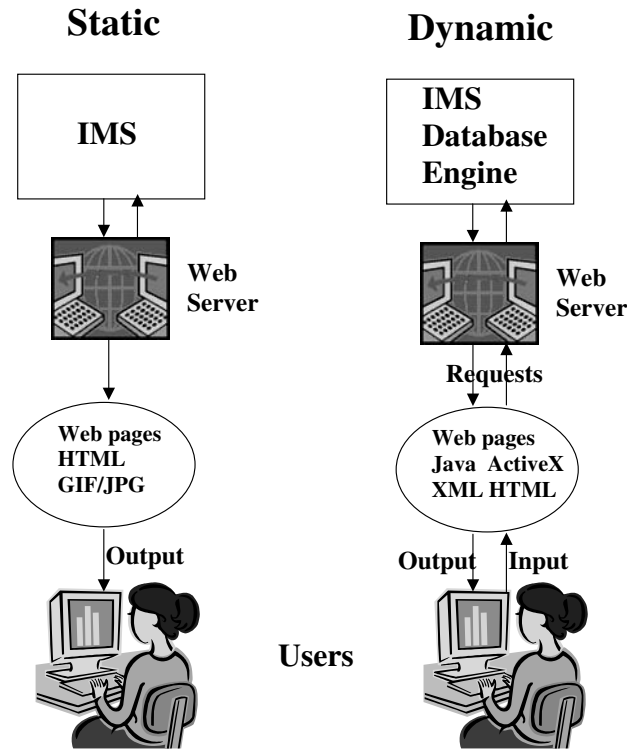 Static
IMS
Web
Server
Web pages
HTML
GIF/JPG
Output
Dynamic
IMS
Database
Engine
Web
Server
Requests
Web pages
Java ActiveX
XML HTML
Output Input
Users